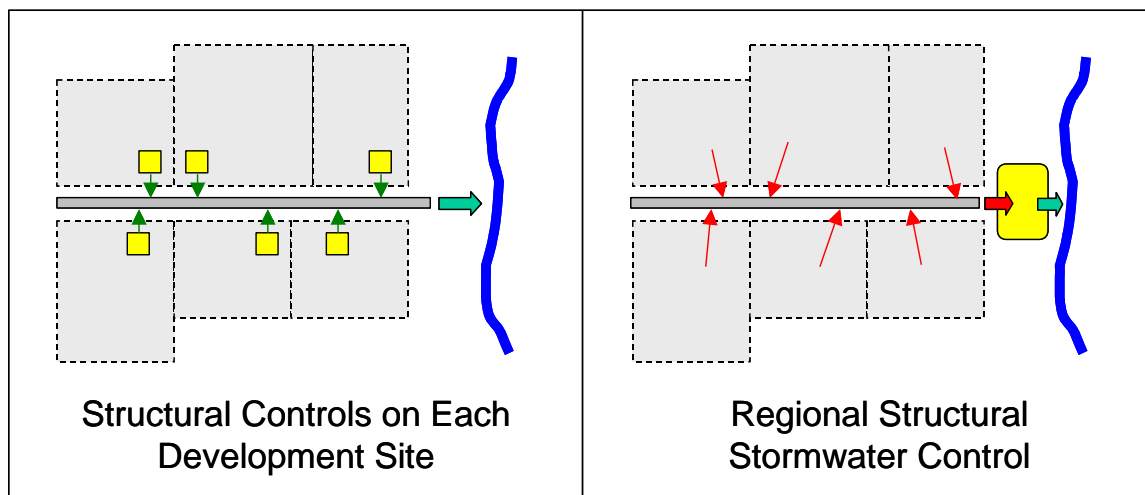 Structural Controls on Each
Development Site
Regional Structural
Stormwater Control